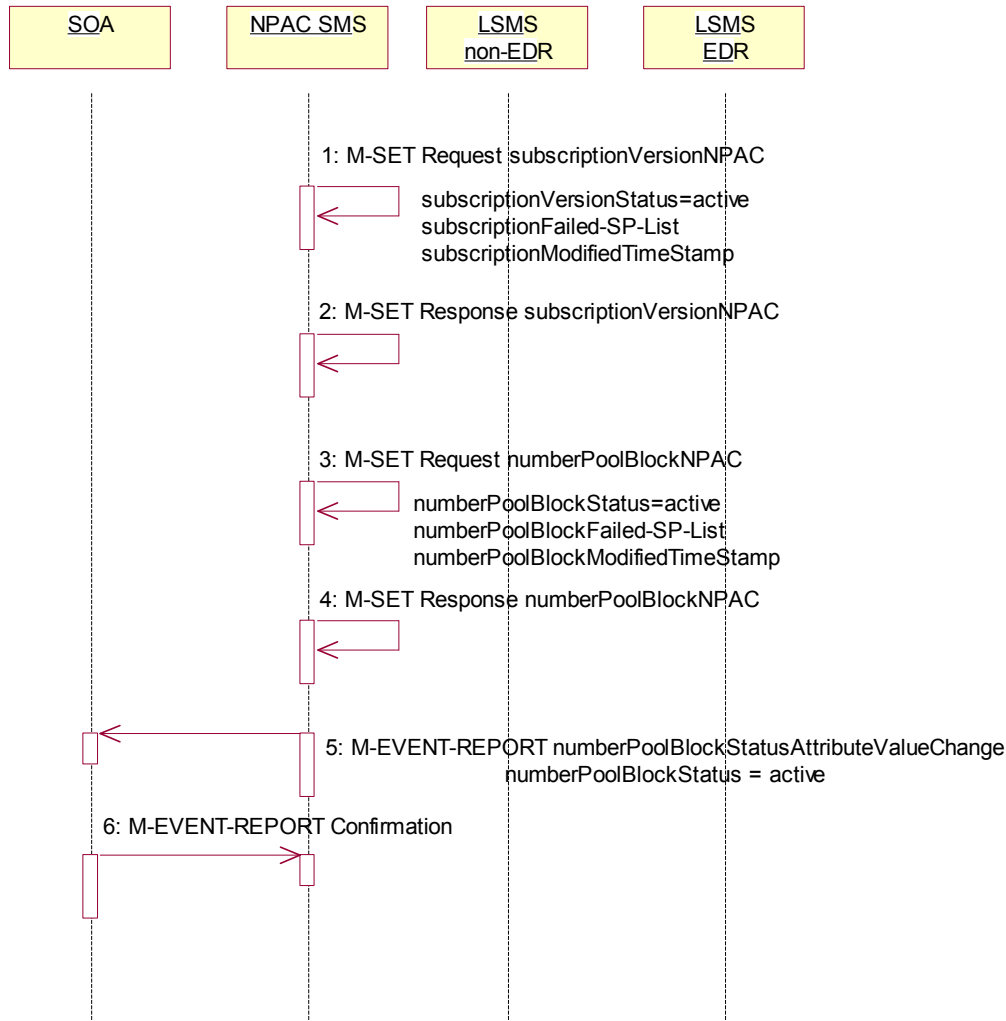 SOA
NPAC SMS
LSMS
non-EDR
LSMS
EDR
1: M-SET Request subscriptionVersionNPAC
subscriptionVersionStatus=active
subscriptionFailed-SP-List
subscriptionModifiedTimeStamp
2: M-SET Response subscriptionVersionNPAC
3: M-SET Request numberPoolBlockNPAC
numberPoolBlockStatus=active
numberPoolBlockFailed-SP-List
numberPoolBlockModifiedTimeStamp
4: M-SET Response numberPoolBlockNPAC
5: M-EVENT-REPORT numberPoolBlockStatusAttributeValueChange
numberPoolBlockStatus = active
6: M-EVENT-REPORT Confirmation